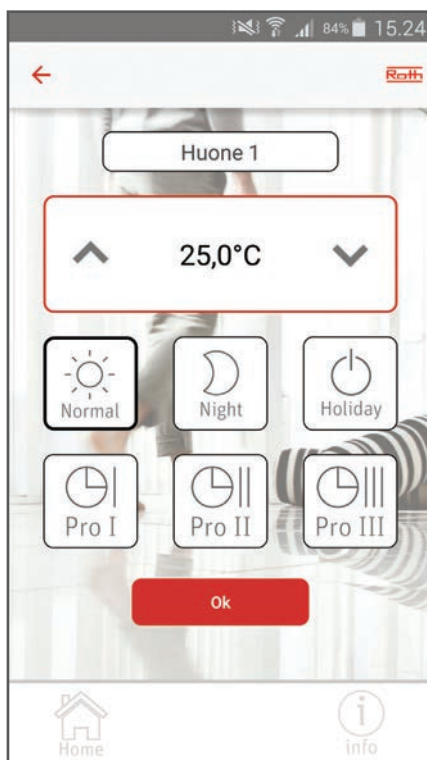 84% 15.24
Roth
Huone 1
25,0°C
Normal Night Holiday
Pro I Pro II Pro III
Ok
Home info